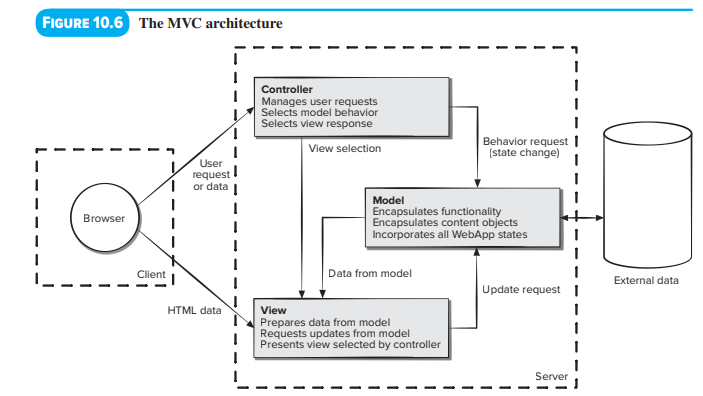 FIGURE 10.6 The MVC architecture
Controller
Manages user requests
Selects model behavior
Selects view response
View selection
Behavior request
(state change)
User
request
or data
Browser
Client
Model
Encapsulates functionality
Encapsulates content objects
Incorporates all WebApp states
External data
Data from model
Update request
HTML data
View
Prepares data from model
Requests updates from model
Presents view selected by controller
Server